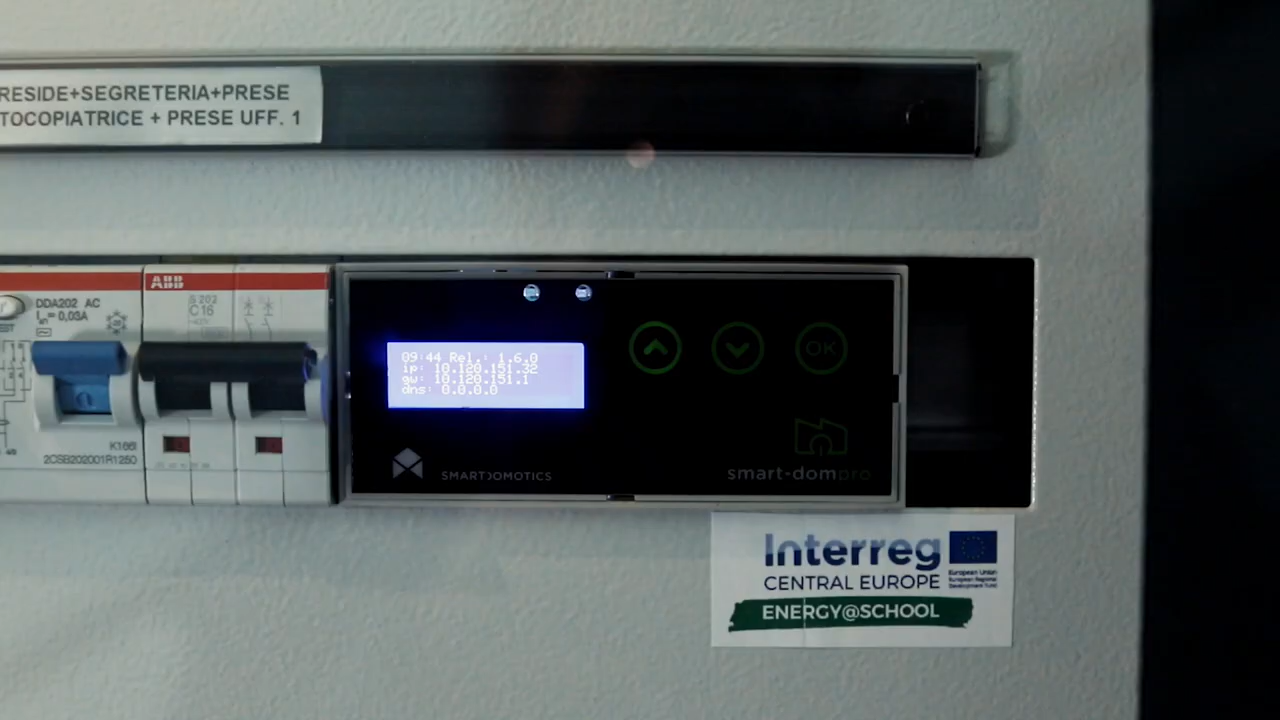 RESIDE+SEGRETERIA+PRESE
TOCOPIATRICE + PRESE UFF. 1
DDA202 AC
= 0,03A
K166I
2CSB202001R1250
ABB
S 202
C16
09:44 Rel.: 1.6.0
ip: 10.120.151.32
gw: 10.120.151.1
dns: 0.0.0.0
OK
SMARTDOMOTICS
smart-dompro
Interreg
CENTRAL EUROPE
European Union
European Regional
Development Fund
ENERGY@SCHOOL